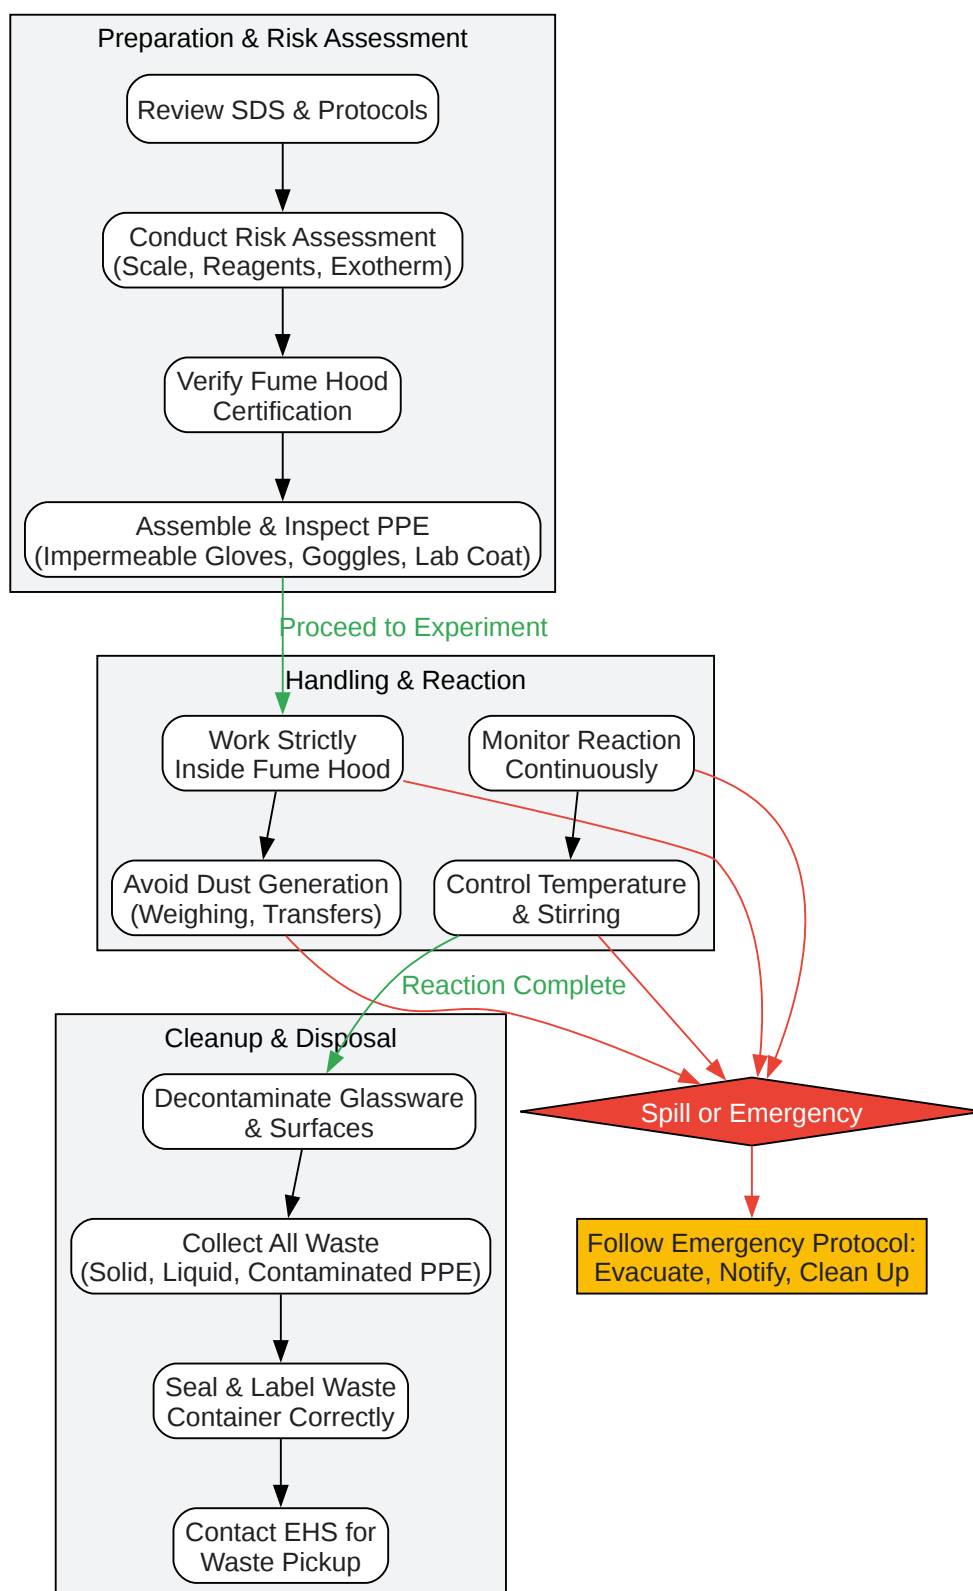 Preparation & Risk Assessment
Review SDS & Protocols
Conduct Risk Assessment
(Scale, Reagents, Exotherm)
Verify Fume Hood
Certification
Assemble & Inspect PPE
(Impermeable Gloves, Goggles, Lab Coat)
Proceed to Experiment
Handling & Reaction
Work Strictly
Inside Fume Hood
Monitor Reaction
Continuously
Avoid Dust Generation
(Weighing, Transfers)
Control Temperature
& Stirring
Reaction Complete
Cleanup & Disposal
Decontaminate Glassware
& Surfaces
Spill or Emergency
Collect All Waste
(Solid, Liquid, Contaminated PPE)
Follow Emergency Protocol:
Evacuate, Notify, Clean Up
Seal & Label Waste
Container Correctly
Contact EHS for
Waste Pickup